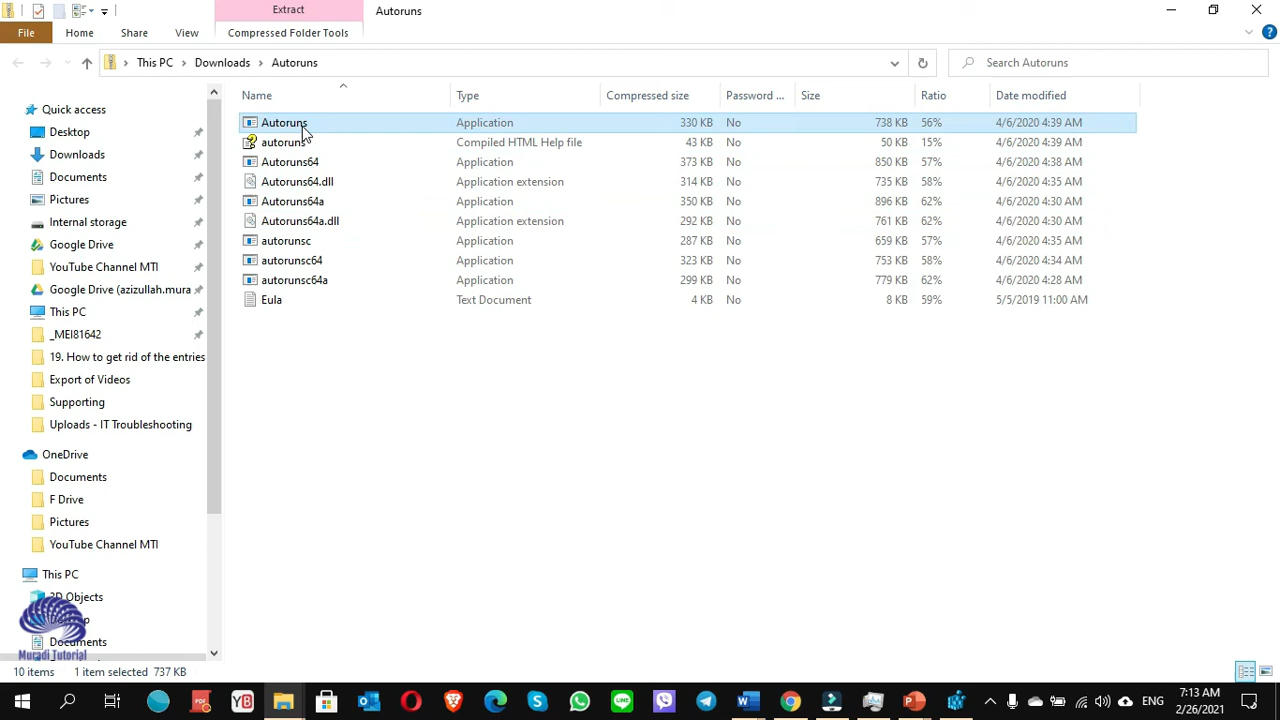 Extract
Autoruns
File
Home
Share
View
Compressed Folder Tools
This PC
Downloads
Autoruns
Search Autoruns
Name Type Compressed size Password ... Size Ratio Date modified
Autoruns Application 330 KB No 738 KB 56% 4/6/2020 4:39 AM
autoruns Compiled HTML Help file 43 KB No 50 KB 15% 4/6/2020 4:39 AM
Autoruns64 Application 373 KB No 850 KB 57% 4/6/2020 4:38 AM
Autoruns64.dll Application extension 314 KB No 735 KB 58% 4/6/2020 4:35 AM
Autoruns64a Application 350 KB No 896 KB 62% 4/6/2020 4:30 AM
Autoruns64a.dll Application extension 292 KB No 761 KB 62% 4/6/2020 4:30 AM
autorunsc Application 287 KB No 659 KB 57% 4/6/2020 4:35 AM
autorunsc64 Application 323 KB No 753 KB 58% 4/6/2020 4:34 AM
autorunsc64a Application 299 KB No 779 KB 62% 4/6/2020 4:28 AM
Eula Text Document 4 KB No 8 KB 59% 5/5/2019 11:00 AM
Quick access
Desktop
Downloads
Documents
Pictures
Internal storage
Google Drive
YouTube Channel MTI
Google Drive (azizullah.mura
This PC
_MEI81642
19. How to get rid of the entries
Export of Videos
Supporting
Uploads - IT Troubleshooting
OneDrive
Documents
F Drive
Pictures
YouTube Channel MTI
This PC
3D Objects
Documents
Muradi Tutorial
10 items 1 item selected 737 KB
ENG
7:13 AM
2/26/2021